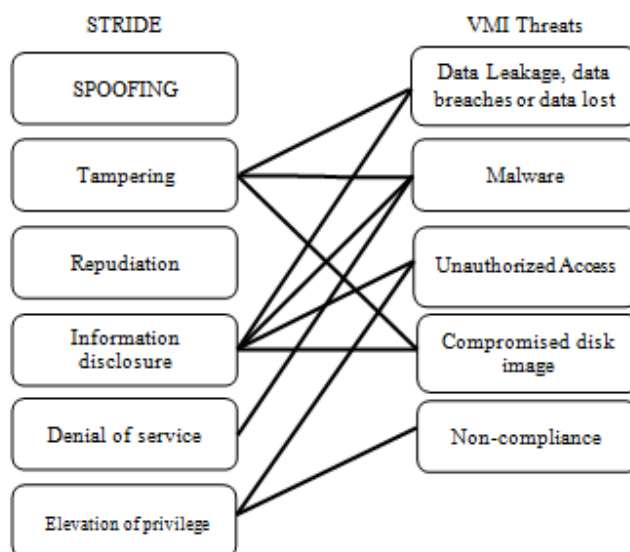 STRIDE
SPOOFING
Tampering
Repudiation
Information
disclosure
Denial of service
Elevation of privilege
VMI Threats
Data Leakage, data
breaches or data lost
Malware
Unauthorized Access
Compromised disk
image
Non-compliance